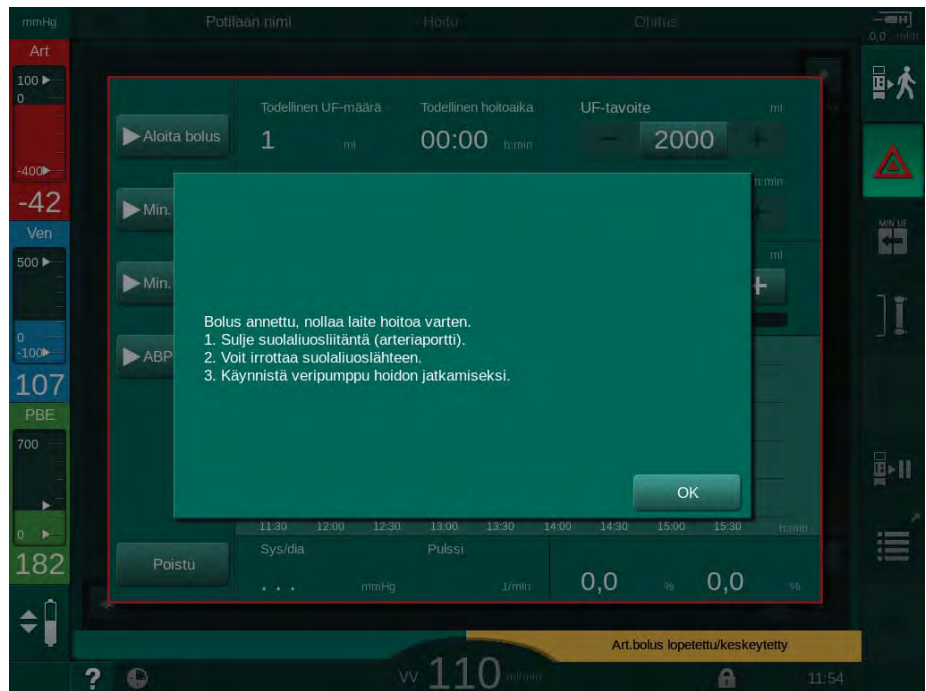 mmHg
Potilaan nimi
Hoito
Ohitus
0,0 ml/h
Art
100
0
-400
-42
Ven
500
0
-100
107
PBE
700
0
182
Aloita bolus
Todellinen UF-määrä
1 ml
Todellinen hoitoaika
00:00 h:min
UF-tavoite ml
2000
Min.
h:min
Min.
ml
ABP
Bolus annettu, nollaa laite hoitoa varten.
1. Sulje suolaliuosliitäntä (arteriaportti).
2. Voit irrottaa suolaliuoslähteen.
3. Käynnistä veripumppu hoidon jatkamiseksi.
OK
11:30 12:00 12:30 13:00 13:30 14:00 14:30 15:00 15:30 h:min
Poistu
Sys/dia
. . . mmHg
Pulssi
1/min
0,0 % 0,0 %
MIN UF
Art.bolus lopetettu/keskeytetty
VV 110 ml/min
11:54